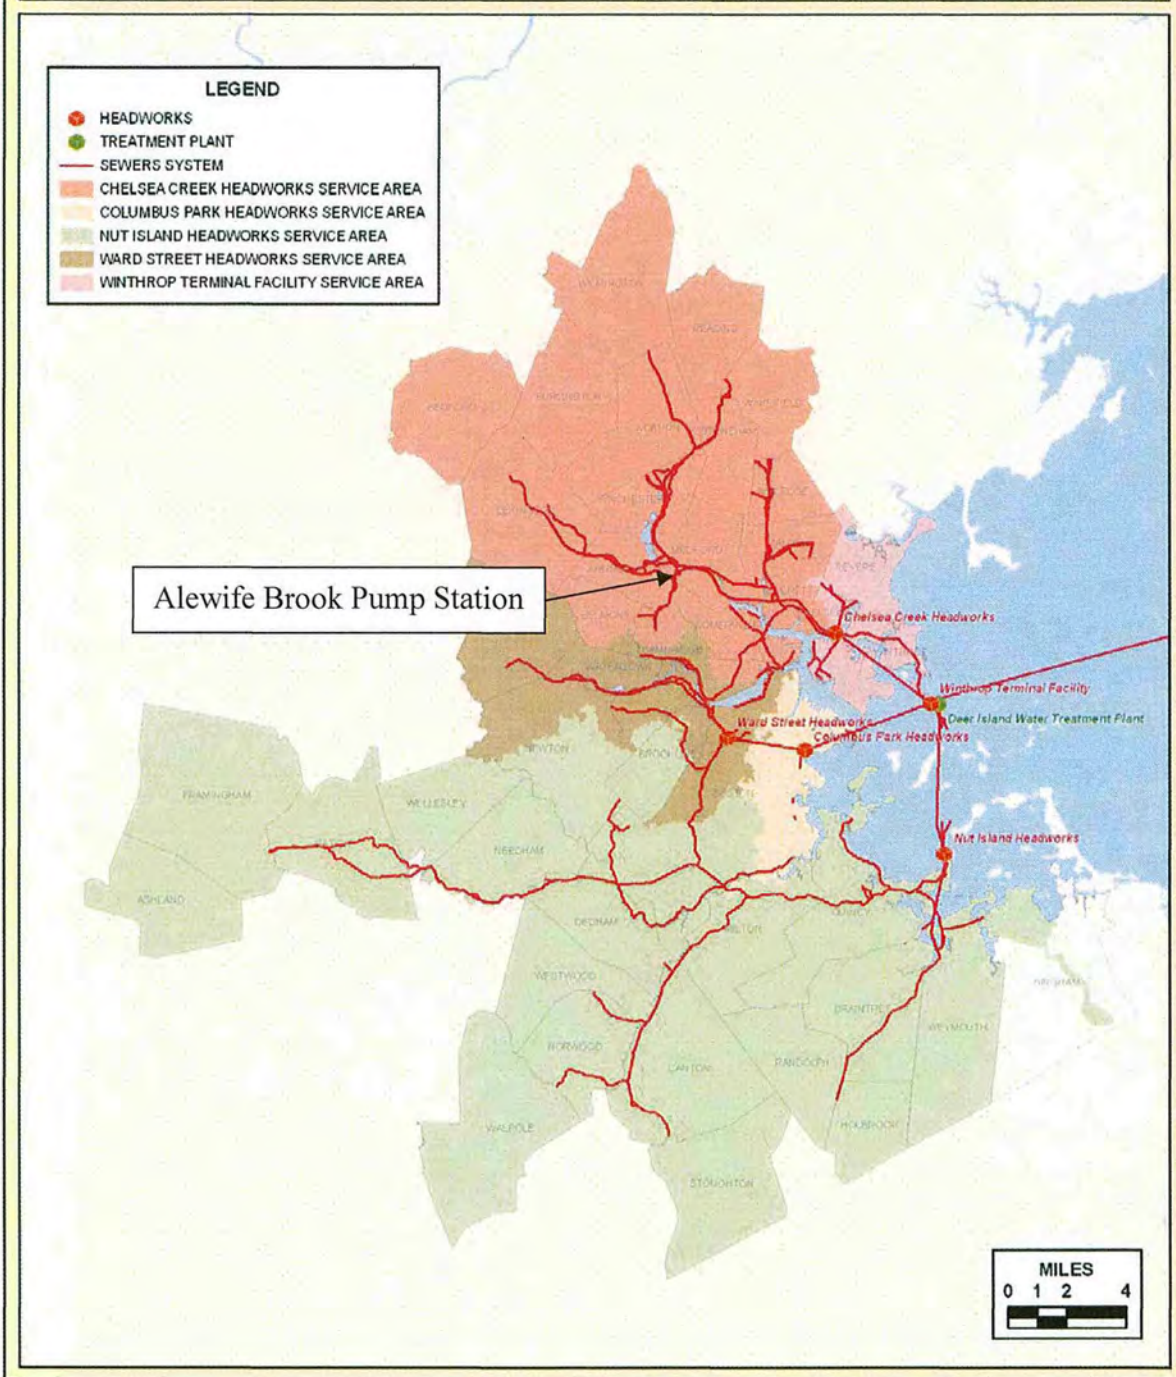 LEGEND
HEADWORKS
TREATMENT PLANT
SEWERS SYSTEM
CHELSEA CREEK HEADWORKS SERVICE AREA
COLUMBUS PARK HEADWORKS SERVICE AREA
NUT ISLAND HEADWORKS SERVICE AREA
WARD STREET HEADWORKS SERVICE AREA
WINTHROP TERMINAL FACILITY SERVICE AREA
READING
WINCHESTER
REVERE
Alewife Brook Pump Station
Chelsea Creek Headworks
Winthrop Terminal Facility
Deer Island Water Treatment Plant
Ward Street Headworks
Columbus Park Headworks
NEWTON
FRAMINGHAM
WELLESLEY
Nut Island Headworks
NEEDHAM
ASHLAND
DEDHAM
QUINCY
MILTON
WESTWOOD
HINGHAM
BRAINTREE
WEYMOUTH
NORWOOD
CANTON
RANDOLPH
WALPOLE
HOLBROOK
STOUGHTON
MILES
0 1 2 4